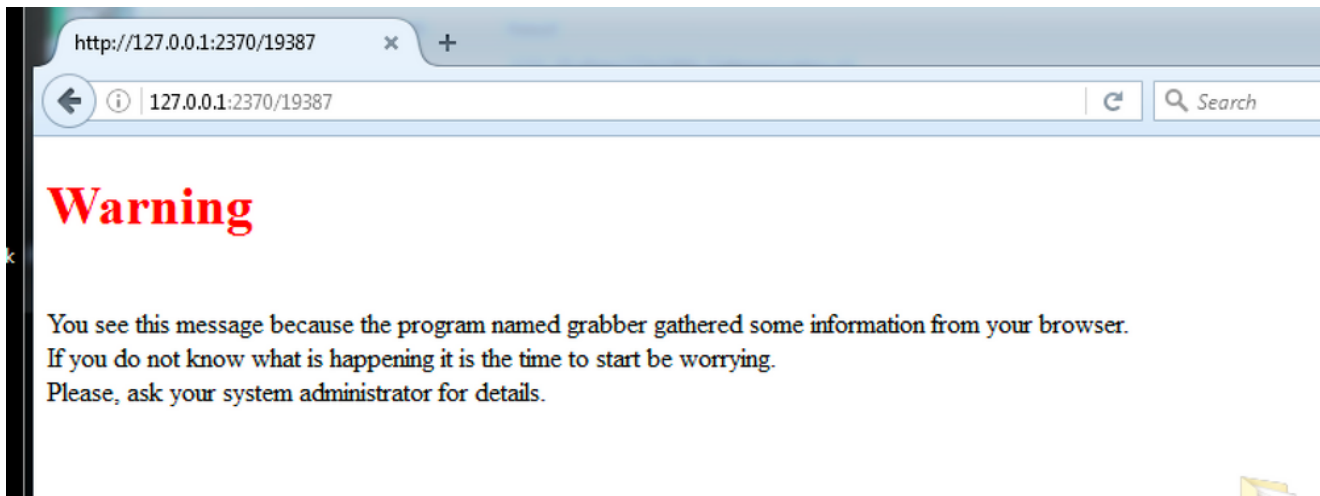 http://127.0.0.1:2370/19387
127.0.0.1:2370/19387
Search
Warning
k
You see this message because the program named grabber gathered some information from your browser.
If you do not know what is happening it is the time to start be worrying.
Please, ask your system administrator for details.